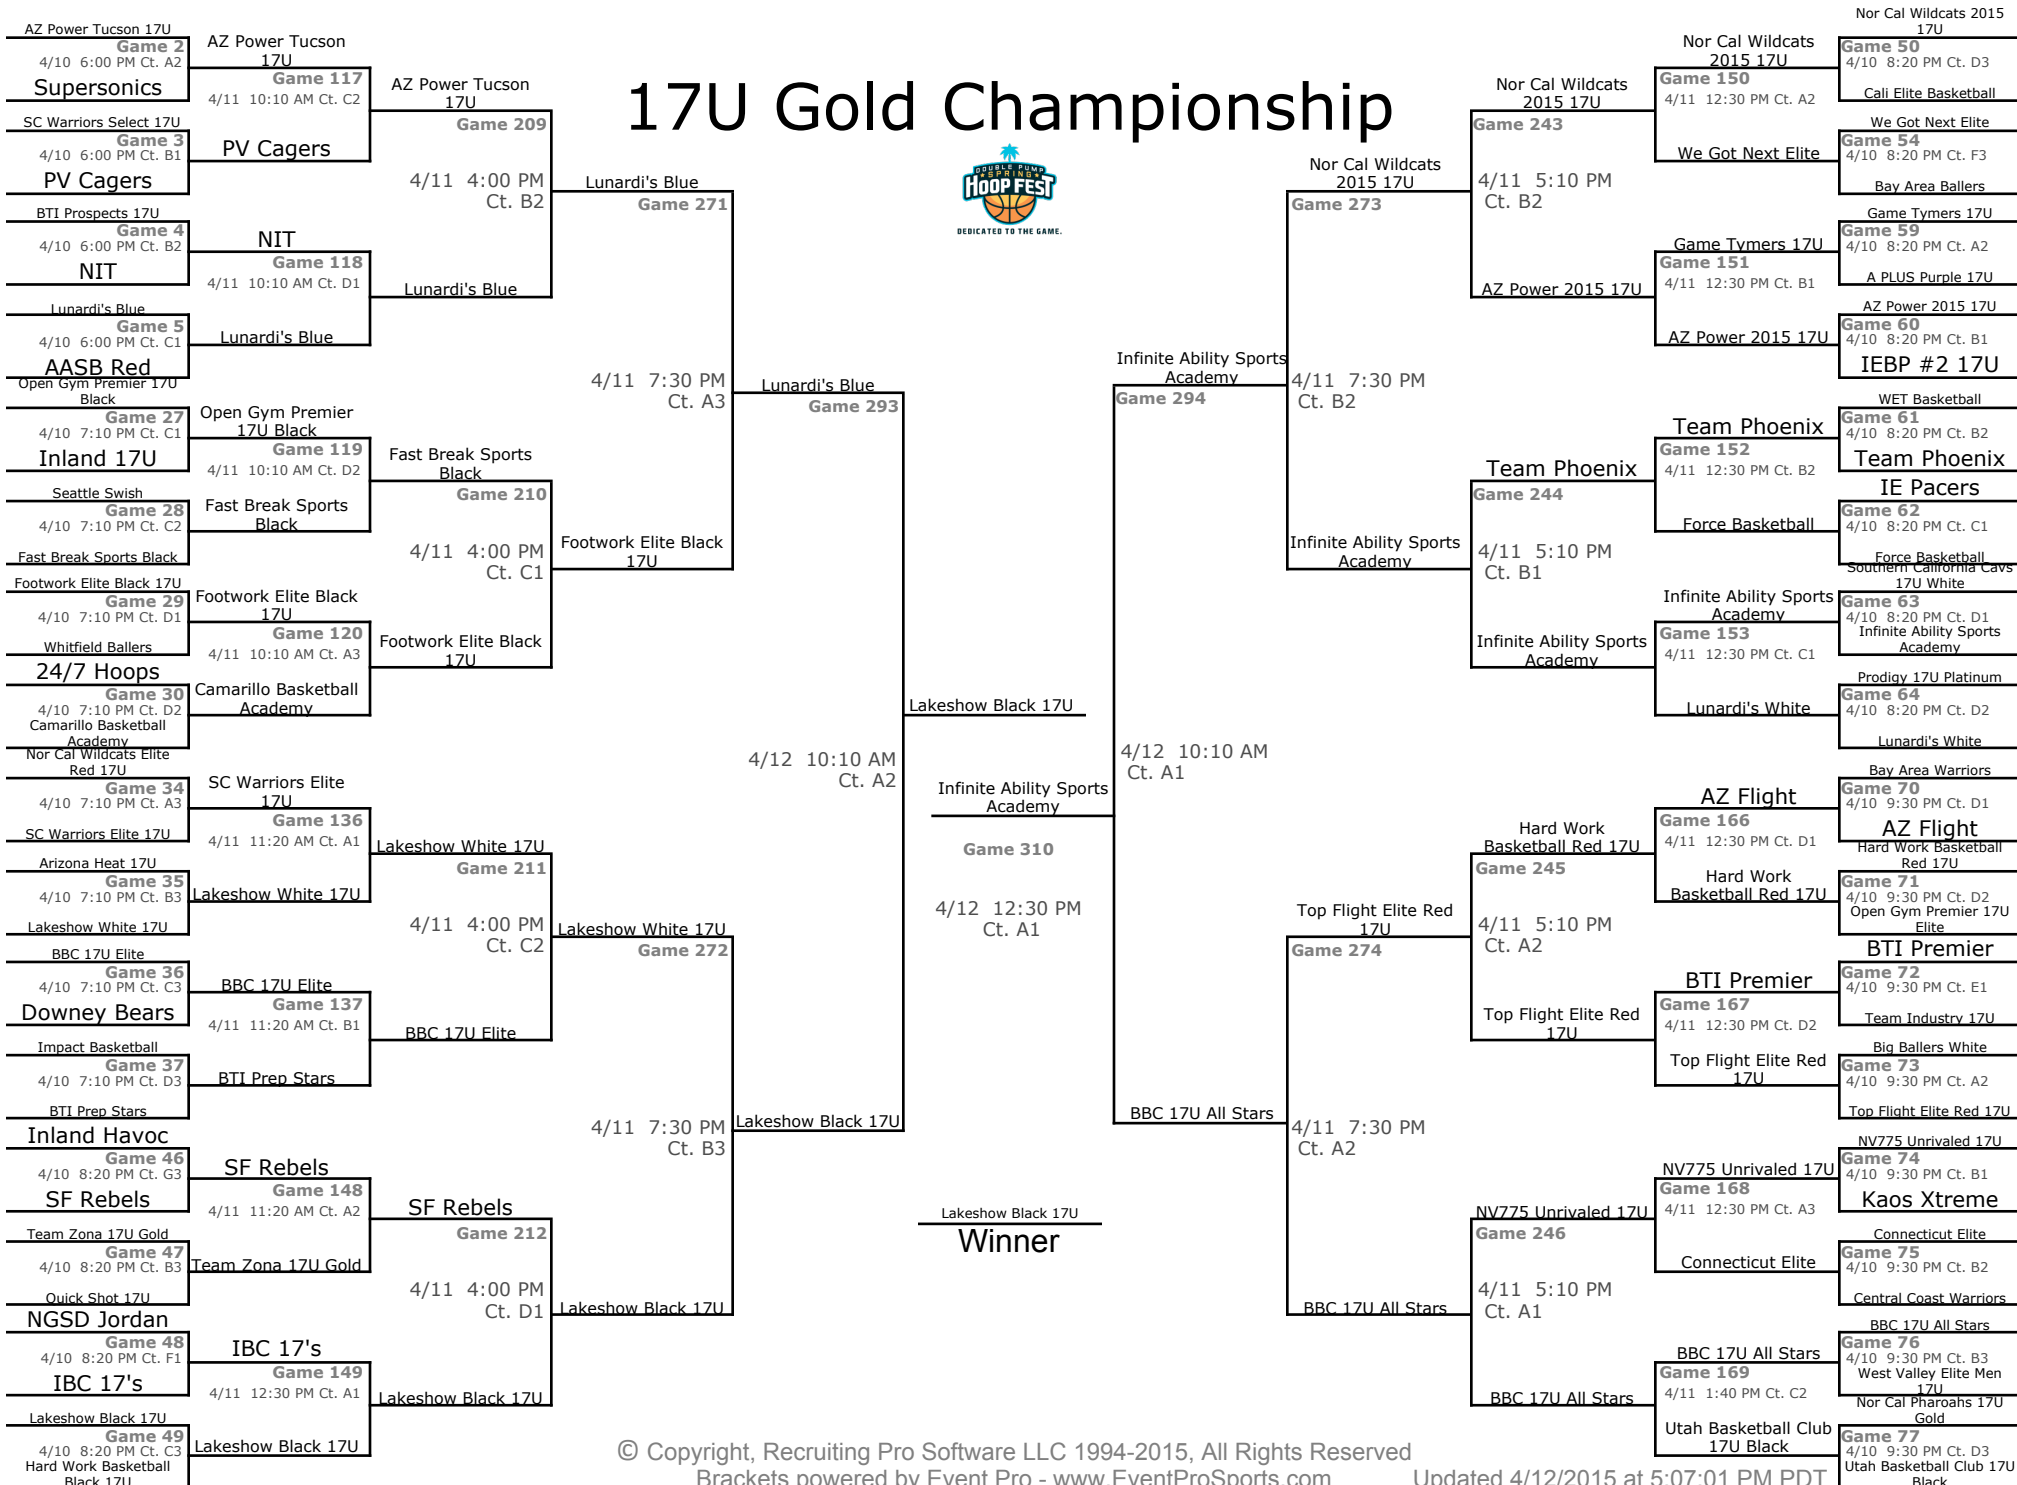 17U Gold Championship
DOUBLE PUMP
SPRING
HOOP FEST
DEDICATED TO THE GAME.
AZ Power Tucson 17U
Game 2
4/10 6:00 PM Ct. A2
Supersonics
SC Warriors Select 17U
Game 3
4/10 6:00 PM Ct. B1
PV Cagers
BTI Prospects 17U
Game 4
4/10 6:00 PM Ct. B2
NIT
Lunardi's Blue
Game 5
4/10 6:00 PM Ct. C1
AASB Red
Open Gym Premier 17U
Black
Game 27
4/10 7:10 PM Ct. C1
Inland 17U
Seattle Swish
Game 28
4/10 7:10 PM Ct. C2
Fast Break Sports Black
Footwork Elite Black 17U
Game 29
4/10 7:10 PM Ct. D1
Whitfield Ballers
24/7 Hoops
Game 30
4/10 7:10 PM Ct. D2
Camarillo Basketball
Academy
Nor Cal Wildcats Elite
Red 17U
Game 34
4/10 7:10 PM Ct. A3
SC Warriors Elite 17U
Arizona Heat 17U
Game 35
4/10 7:10 PM Ct. B3
Lakeshow White 17U
BBC 17U Elite
Game 36
4/10 7:10 PM Ct. C3
Downey Bears
Impact Basketball
Game 37
4/10 7:10 PM Ct. D3
BTI Prep Stars
Inland Havoc
Game 46
4/10 8:20 PM Ct. G3
SF Rebels
Team Zona 17U Gold
Game 47
4/10 8:20 PM Ct. B3
Quick Shot 17U
NGSD Jordan
Game 48
4/10 8:20 PM Ct. F1
IBC 17's
Lakeshow Black 17U
Game 49
4/10 8:20 PM Ct. C3
Hard Work Basketball
Black 17U
AZ Power Tucson
17U
Game 117
4/11 10:10 AM Ct. C2
PV Cagers
NIT
Game 118
4/11 10:10 AM Ct. D1
Lunardi's Blue
Open Gym Premier
17U Black
Game 119
4/11 10:10 AM Ct. D2
Fast Break Sports
Black
Footwork Elite Black
17U
Game 120
4/11 10:10 AM Ct. A3
Camarillo Basketball
Academy
SC Warriors Elite
17U
Game 136
4/11 11:20 AM Ct. A1
Lakeshow White 17U
BBC 17U Elite
Game 137
4/11 11:20 AM Ct. B1
BTI Prep Stars
SF Rebels
Game 148
4/11 11:20 AM Ct. A2
Team Zona 17U Gold
IBC 17's
Game 149
4/11 12:30 PM Ct. A1
Lakeshow Black 17U
AZ Power Tucson
17U
Game 209
4/11 4:00 PM
Ct. B2
Lunardi's Blue
Fast Break Sports
Black
Game 210
4/11 4:00 PM
Ct. C1
Footwork Elite Black
17U
Lakeshow White 17U
Game 211
4/11 4:00 PM
Ct. C2
BBC 17U Elite
SF Rebels
Game 212
4/11 4:00 PM
Ct. D1
Lakeshow Black 17U
Lunardi's Blue
Game 271
4/11 7:30 PM
Ct. A3
Footwork Elite Black
17U
Lakeshow White 17U
Game 272
4/11 7:30 PM
Ct. B3
Lakeshow Black 17U
Lunardi's Blue
Game 293
4/12 10:10 AM
Ct. A2
Lakeshow Black 17U
Lakeshow Black 17U
Infinite Ability Sports
Academy
Game 310
4/12 12:30 PM
Ct. A1
Lakeshow Black 17U
Winner
Infinite Ability Sports
Academy
Game 294
4/12 10:10 AM
Ct. A1
BBC 17U All Stars
Nor Cal Wildcats
2015 17U
Game 273
4/11 7:30 PM
Ct. B2
Infinite Ability Sports
Academy
Top Flight Elite Red
17U
Game 274
4/11 7:30 PM
Ct. A2
BBC 17U All Stars
Nor Cal Wildcats
2015 17U
Game 243
4/11 5:10 PM
Ct. B2
AZ Power 2015 17U
Team Phoenix
Game 244
4/11 5:10 PM
Ct. B1
Infinite Ability Sports
Academy
Hard Work
Basketball Red 17U
Game 245
4/11 5:10 PM
Ct. A2
Top Flight Elite Red
17U
NV775 Unrivaled 17U
Game 246
4/11 5:10 PM
Ct. A1
BBC 17U All Stars
Nor Cal Wildcats
2015 17U
Game 150
4/11 12:30 PM Ct. A2
We Got Next Elite
Game Tymers 17U
Game 151
4/11 12:30 PM Ct. B1
AZ Power 2015 17U
Team Phoenix
Game 152
4/11 12:30 PM Ct. B2
Force Basketball
Infinite Ability Sports
Academy
Game 153
4/11 12:30 PM Ct. C1
Lunardi's White
AZ Flight
Game 166
4/11 12:30 PM Ct. D1
Hard Work
Basketball Red 17U
BTI Premier
Game 167
4/11 12:30 PM Ct. D2
Top Flight Elite Red
17U
NV775 Unrivaled 17U
Game 168
4/11 12:30 PM Ct. A3
Connecticut Elite
BBC 17U All Stars
Game 169
4/11 1:40 PM Ct. C2
Utah Basketball Club
17U Black
Nor Cal Wildcats 2015
17U
Game 50
4/10 8:20 PM Ct. D3
Cali Elite Basketball
We Got Next Elite
Game 54
4/10 8:20 PM Ct. F3
Bay Area Ballers
Game Tymers 17U
Game 59
4/10 8:20 PM Ct. A2
A PLUS Purple 17U
AZ Power 2015 17U
Game 60
4/10 8:20 PM Ct. B1
IEBP #2 17U
WET Basketball
Game 61
4/10 8:20 PM Ct. B2
Team Phoenix
IE Pacers
Game 62
4/10 8:20 PM Ct. C1
Force Basketball
Southern California Cavs
17U White
Game 63
4/10 8:20 PM Ct. D1
Infinite Ability Sports
Academy
Prodigy 17U Platinum
Game 64
4/10 8:20 PM Ct. D2
Lunardi's White
Bay Area Warriors
Game 70
4/10 9:30 PM Ct. D1
AZ Flight
Hard Work Basketball
Red 17U
Game 71
4/10 9:30 PM Ct. D2
Open Gym Premier 17U
Elite
BTI Premier
Game 72
4/10 9:30 PM Ct. E1
Team Industry 17U
Big Ballers White
Game 73
4/10 9:30 PM Ct. A2
Top Flight Elite Red 17U
NV775 Unrivaled 17U
Game 74
4/10 9:30 PM Ct. B1
Kaos Xtreme
Connecticut Elite
Game 75
4/10 9:30 PM Ct. B2
Central Coast Warriors
BBC 17U All Stars
Game 76
4/10 9:30 PM Ct. B3
West Valley Elite Men
17U
Nor Cal Pharoahs 17U
Gold
Game 77
4/10 9:30 PM Ct. D3
Utah Basketball Club 17U
Black
© Copyright, Recruiting Pro Software LLC 1994-2015, All Rights Reserved
Brackets powered by Event Pro - www.EventProSports.com
Updated 4/12/2015 at 5:07:01 PM PDT